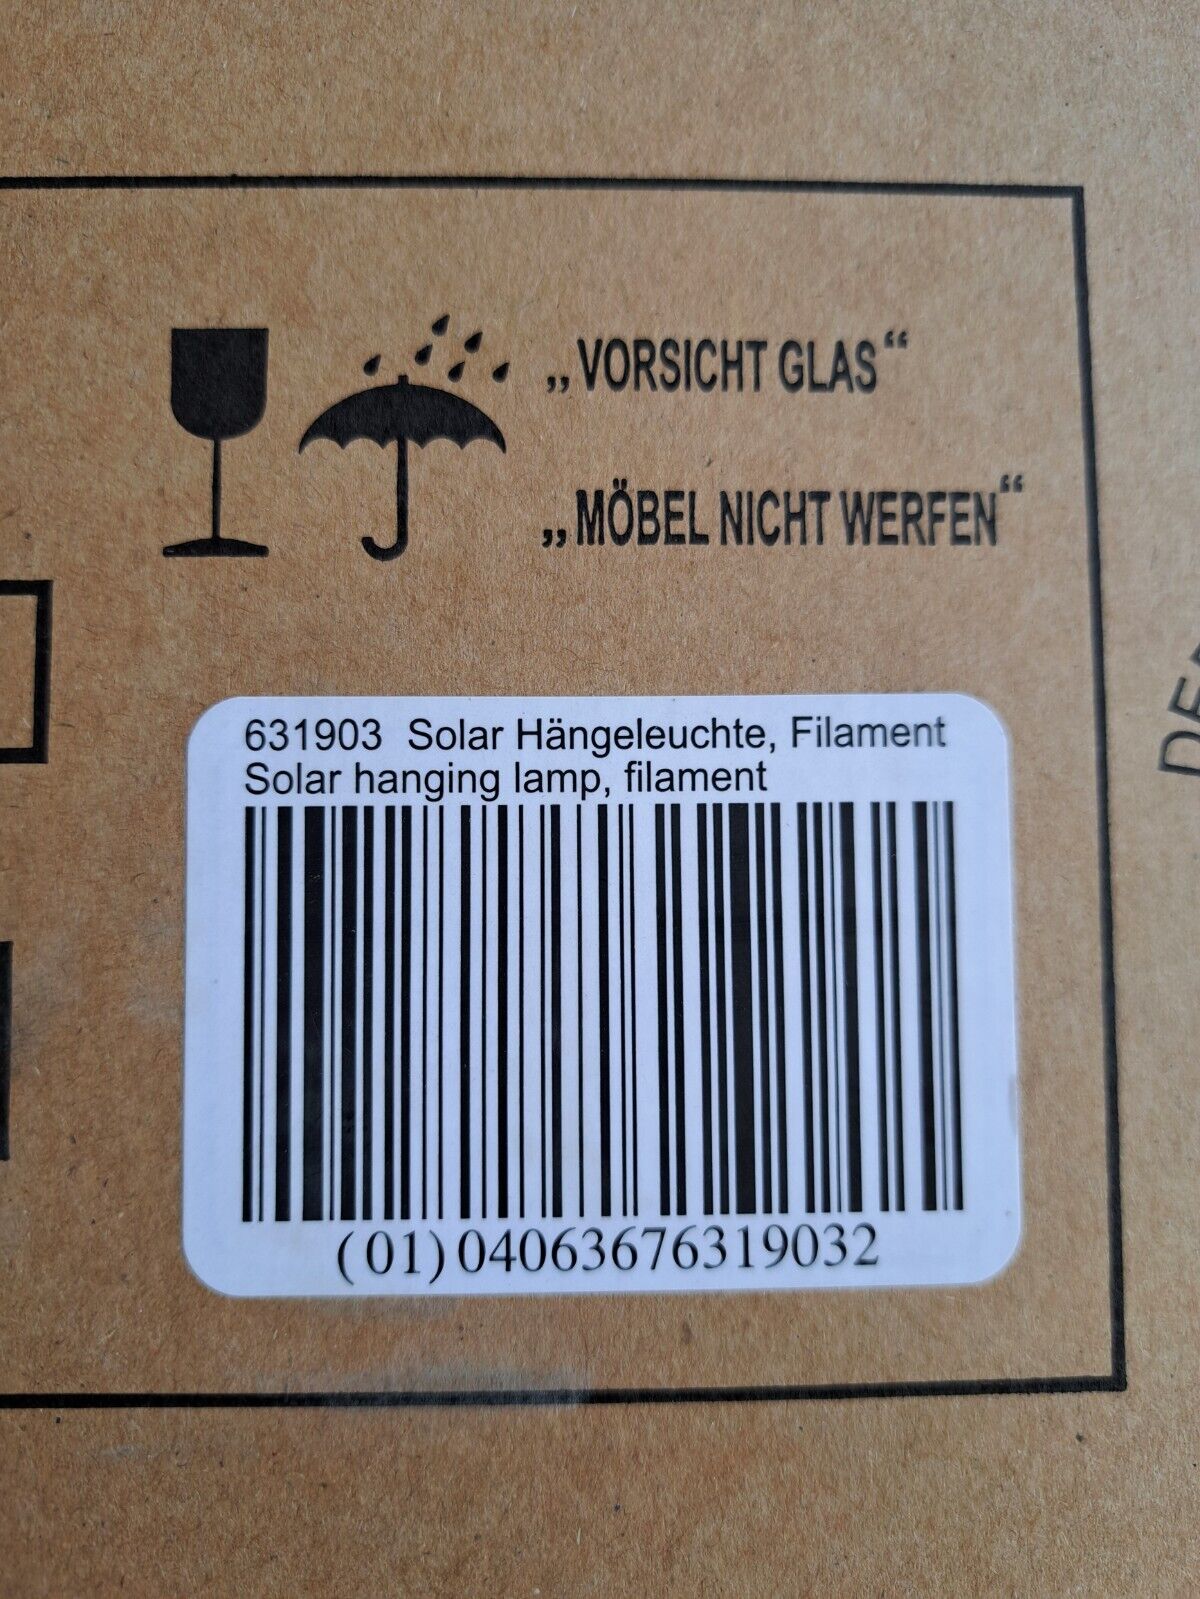 „VORSICHT GLAS“
„MÖBEL NICHT WERFEN“
631903 Solar Hängeleuchte, Filament
Solar hanging lamp, filament
(01)04063676319032